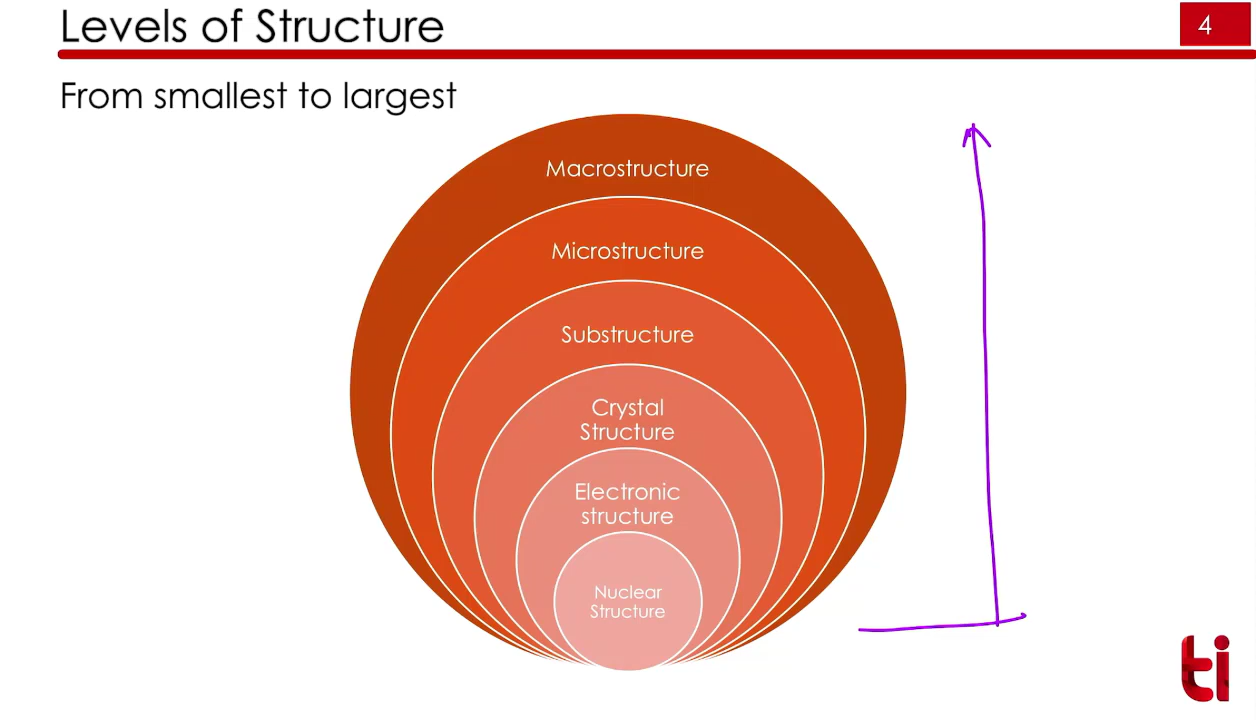 Levels of Structure
4
From smallest to largest
Macrostructure
Microstructure
Substructure
Crystal
Structure
Electronic
structure
Nuclear
Structure
ti